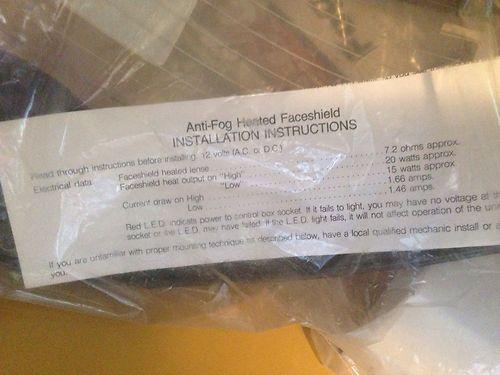 Anti-Fog Heated Faceshield
INSTALLATION INSTRUCTIONS
Read through instructions before installing. 12 volts (A.C. or D.C.)
Electrical data: Faceshield heated lense 7.2 ohms approx.
Faceshield heat output on "High" 20 watts approx.
"Low" 15 watts approx.
Current draw on High 1.66 amps.
Low 1.46 amps.
Red L.E.D. indicates power to control box socket. If it fails to light, you may have no voltage at
socket or the L.E.D. may have failed. If the L.E.D. light fails, it will not affect operation of the
If you are unfamiliar with proper mounting technique as described below, have a local qualified mechanic install or
you.